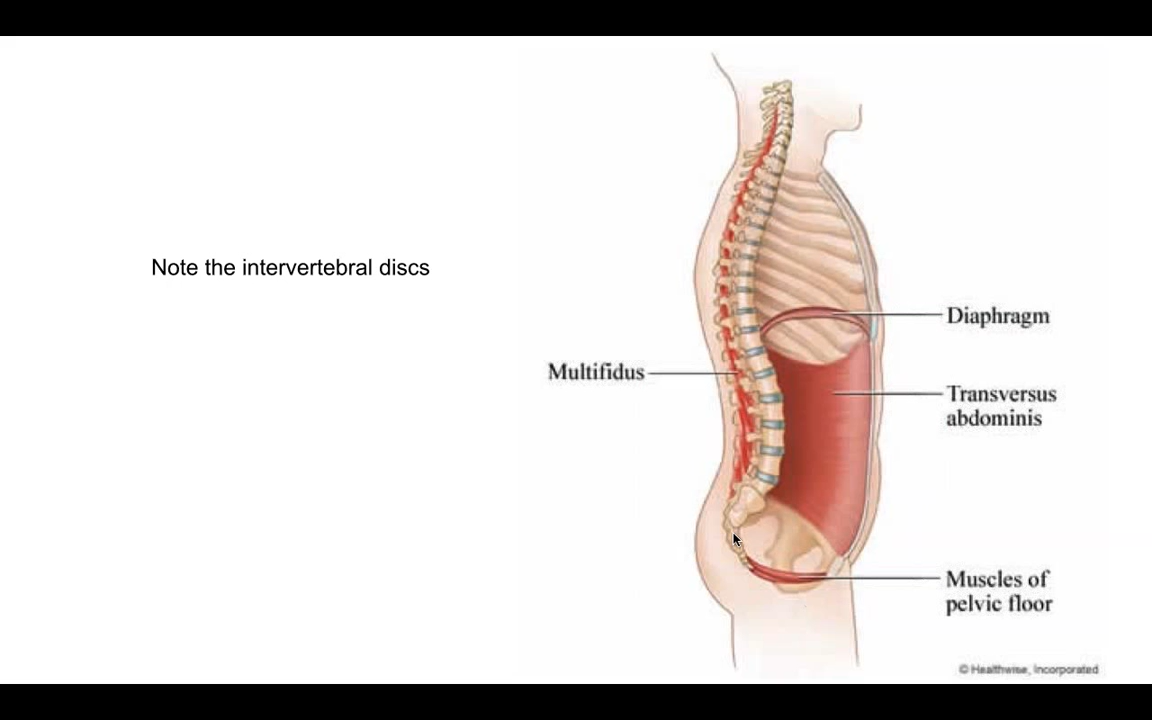 Note the intervertebral discs
Diaphragm
Multifidus
Transversus
abdominis
Muscles of
pelvic floor
© Healthwise, Incorporated